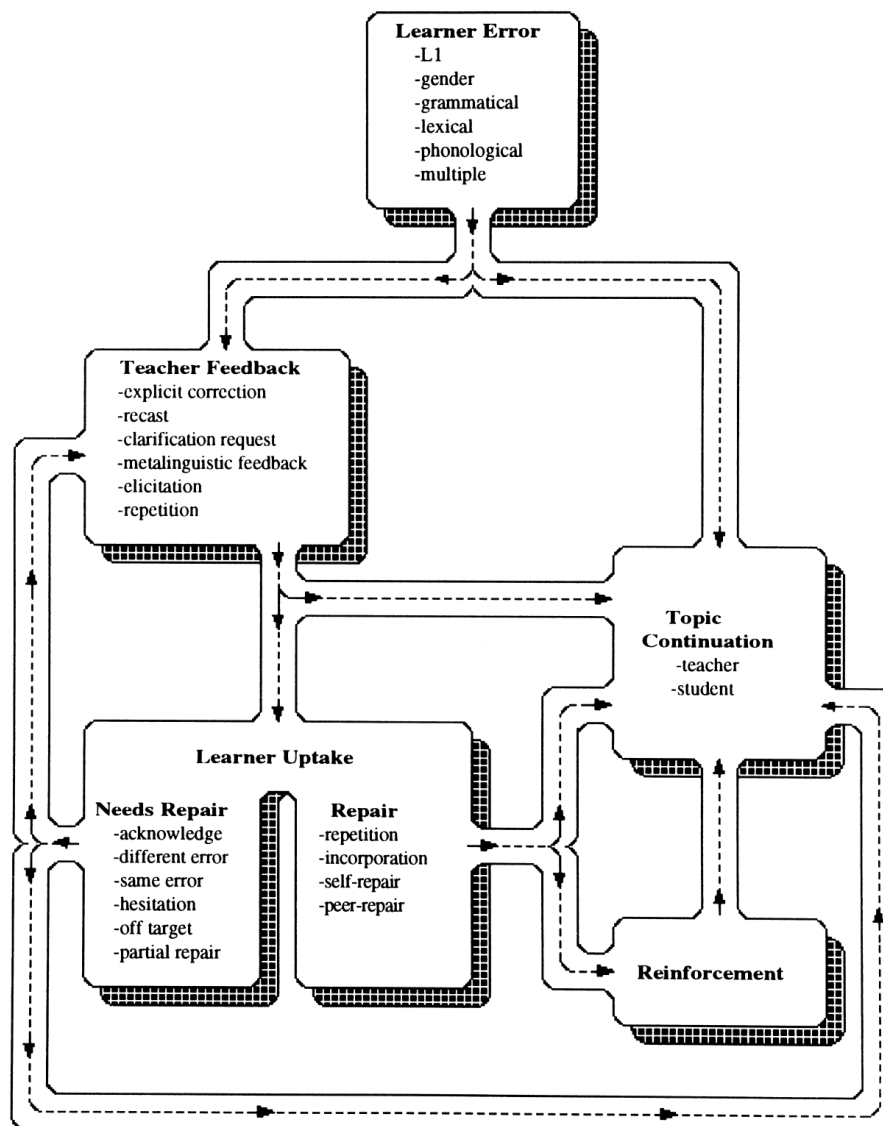 Learner Error
-L1
-gender
-grammatical
-lexical
-phonological
-multiple
Teacher Feedback
-explicit correction
-recast
-clarification request
-metalinguistic feedback
-elicitation
-repetition
Topic
Continuation
-teacher
-student
Learner Uptake
Needs Repair
-acknowledge
-different error
-same error
-hesitation
-off target
-partial repair
Repair
-repetition
-incorporation
-self-repair
-peer-repair
Reinforcement